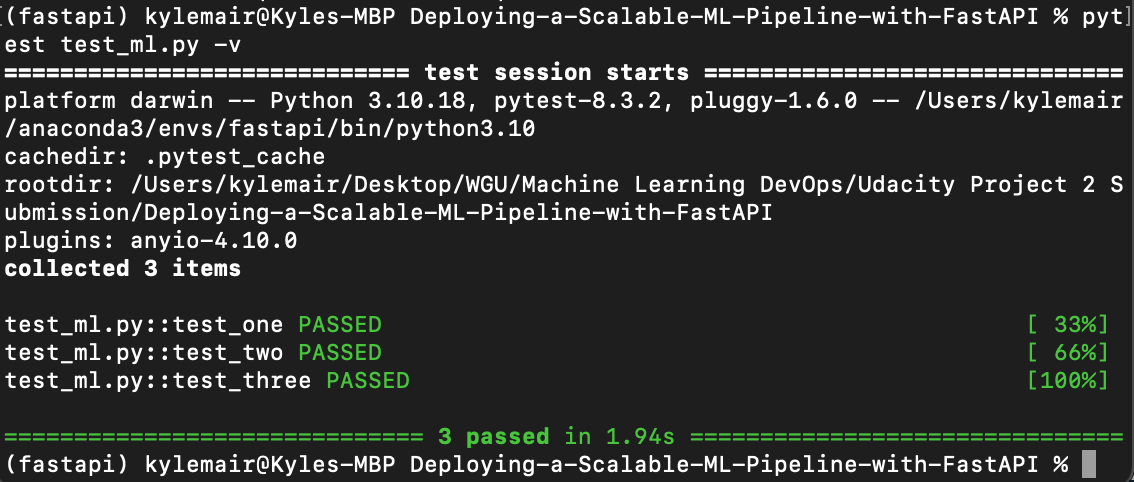 (fastapi) kylemair@Kyles-MBP Deploying-a-Scalable-ML-Pipeline-with-FastAPI % pyt]
est test_ml.py -v
============================= test session starts ==============================
platform darwin -- Python 3.10.18, pytest-8.3.2, pluggy-1.6.0 -- /Users/kylemair
/anaconda3/envs/fastapi/bin/python3.10
cachedir: .pytest_cache
rootdir: /Users/kylemair/Desktop/WGU/Machine Learning DevOps/Udacity Project 2 S
ubmission/Deploying-a-Scalable-ML-Pipeline-with-FastAPI
plugins: anyio-4.10.0
collected 3 items

test_ml.py::test_one PASSED [ 33%]
test_ml.py::test_two PASSED [ 66%]
test_ml.py::test_three PASSED [100%]

============================== 3 passed in 1.94s ===============================
(fastapi) kylemair@Kyles-MBP Deploying-a-Scalable-ML-Pipeline-with-FastAPI %